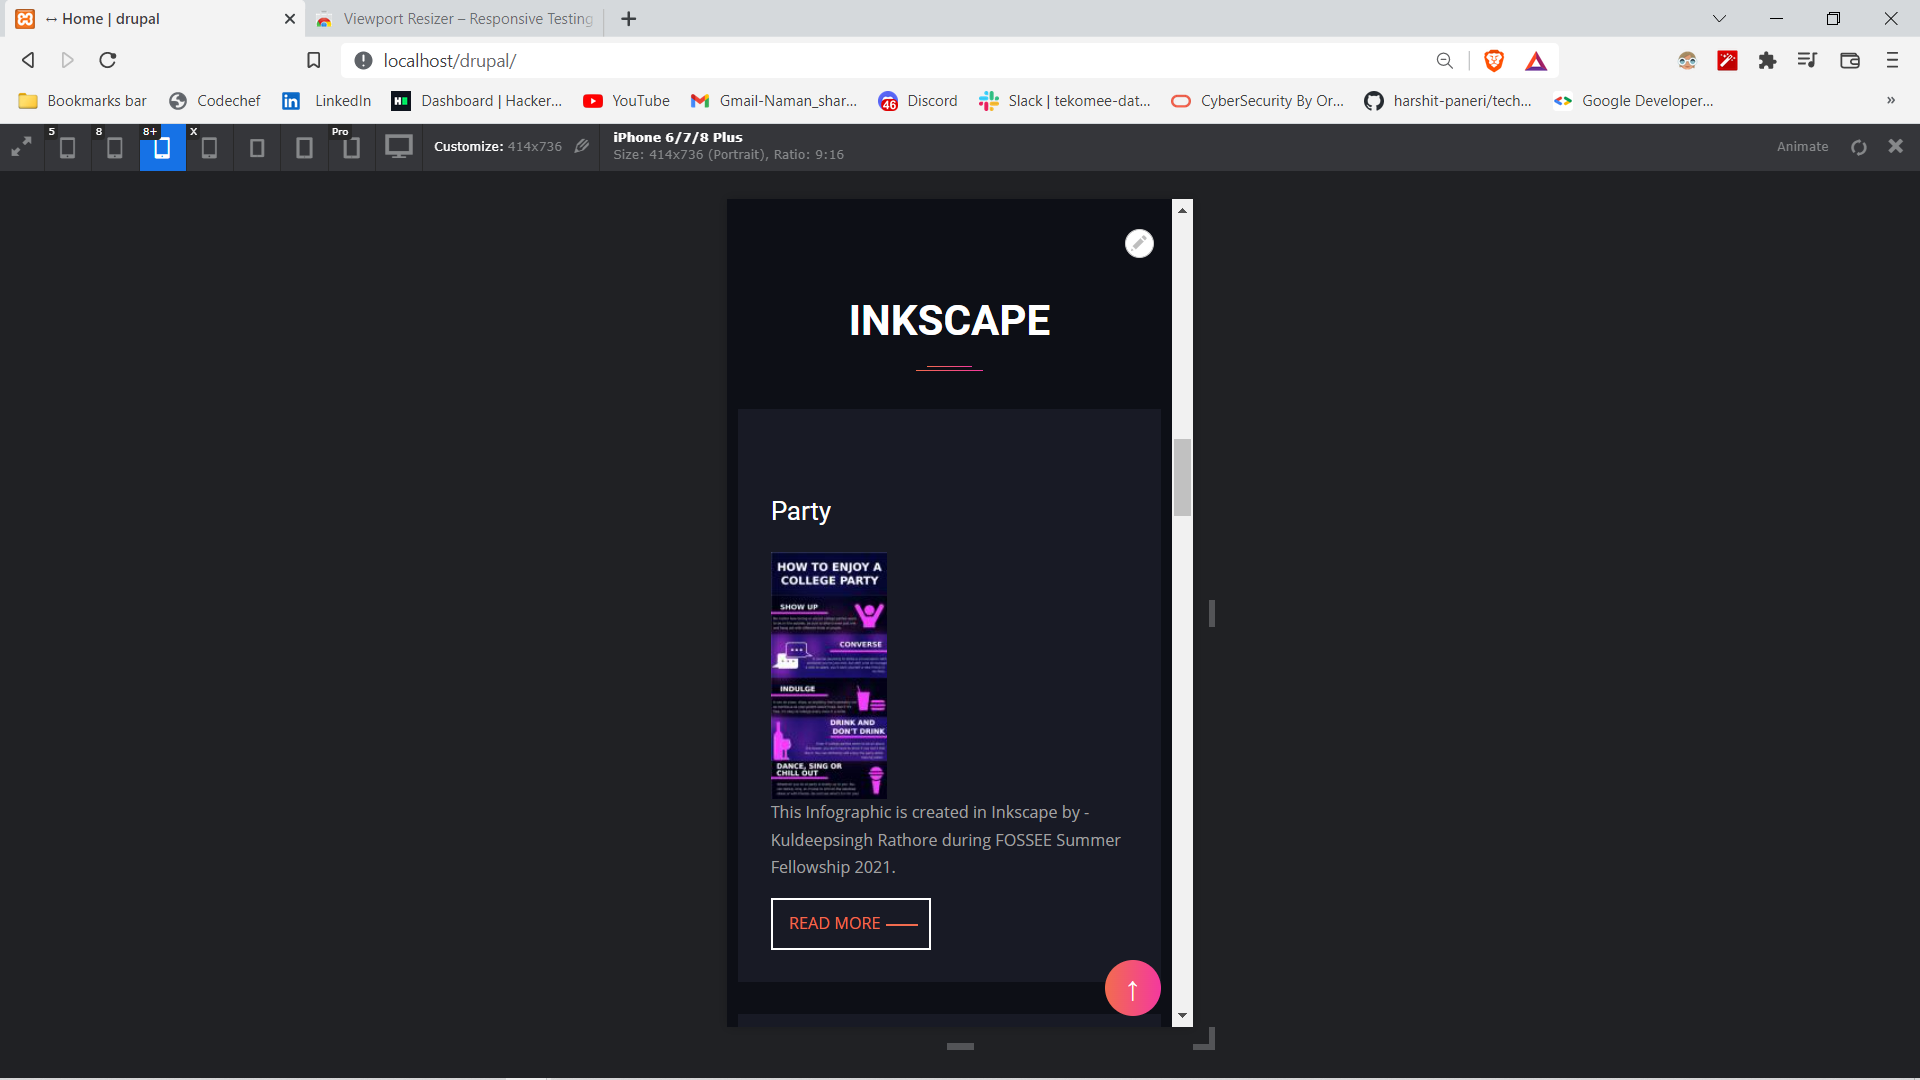 ↔ Home | drupal
Viewport Resizer – Responsive Testing
localhost/drupal/
Bookmarks bar
Codechef
LinkedIn
Dashboard | Hacker...
YouTube
Gmail-Naman_shar...
46
Discord
Slack | tekomee-dat...
CyberSecurity By Or...
harshit-paneri/tech...
Google Developer...
»
5
8
8+
X
Pro
Customize: 414x736
iPhone 6/7/8 Plus
Size: 414x736 (Portrait), Ratio: 9:16
Animate
INKSCAPE
Party
HOW TO ENJOY A
COLLEGE PARTY
SHOW UP
CONVERSE
INDULGE
DRINK AND
DON'T DRINK
DANCE, SING OR
CHILL OUT
This Infographic is created in Inkscape by -
Kuldeepsingh Rathore during FOSSEE Summer
Fellowship 2021.
READ MORE
↑